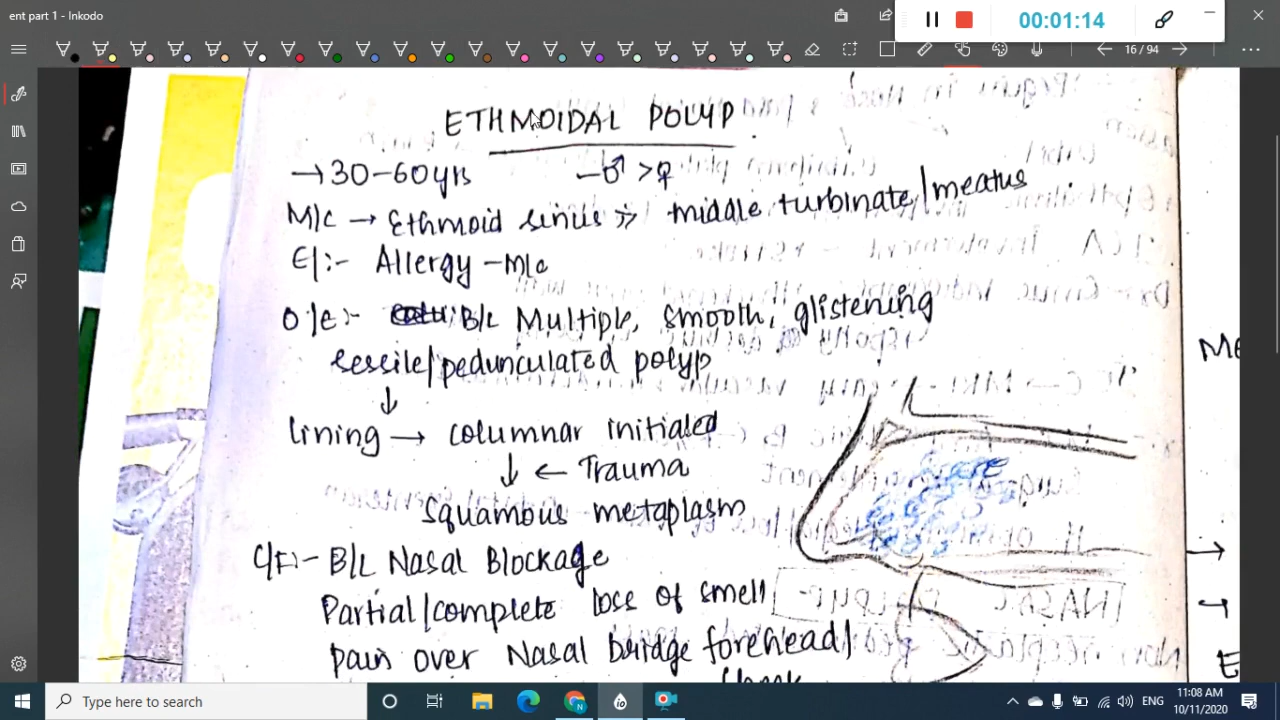 ent part 1 - Inkodo
00:01:14
16 / 94
ETHMOIDAL POLYP
→ 30-60yrs - ♂ > ♀
M/C → Ethmoid sinus >> middle turbinate/meatus
E/:- Allergy - M/c
O/E:- B/L Multiple, smooth, glistening
sessile/pedunculated polyp
↓
lining → columnar initialed
↓ ← Trauma
Squambus metaplasm
C/F:- B/L Nasal Blockage
Partial/complete loss of smell
pain over Nasal bridge forehead/
Type here to search
ENG
11:08 AM
10/11/2020